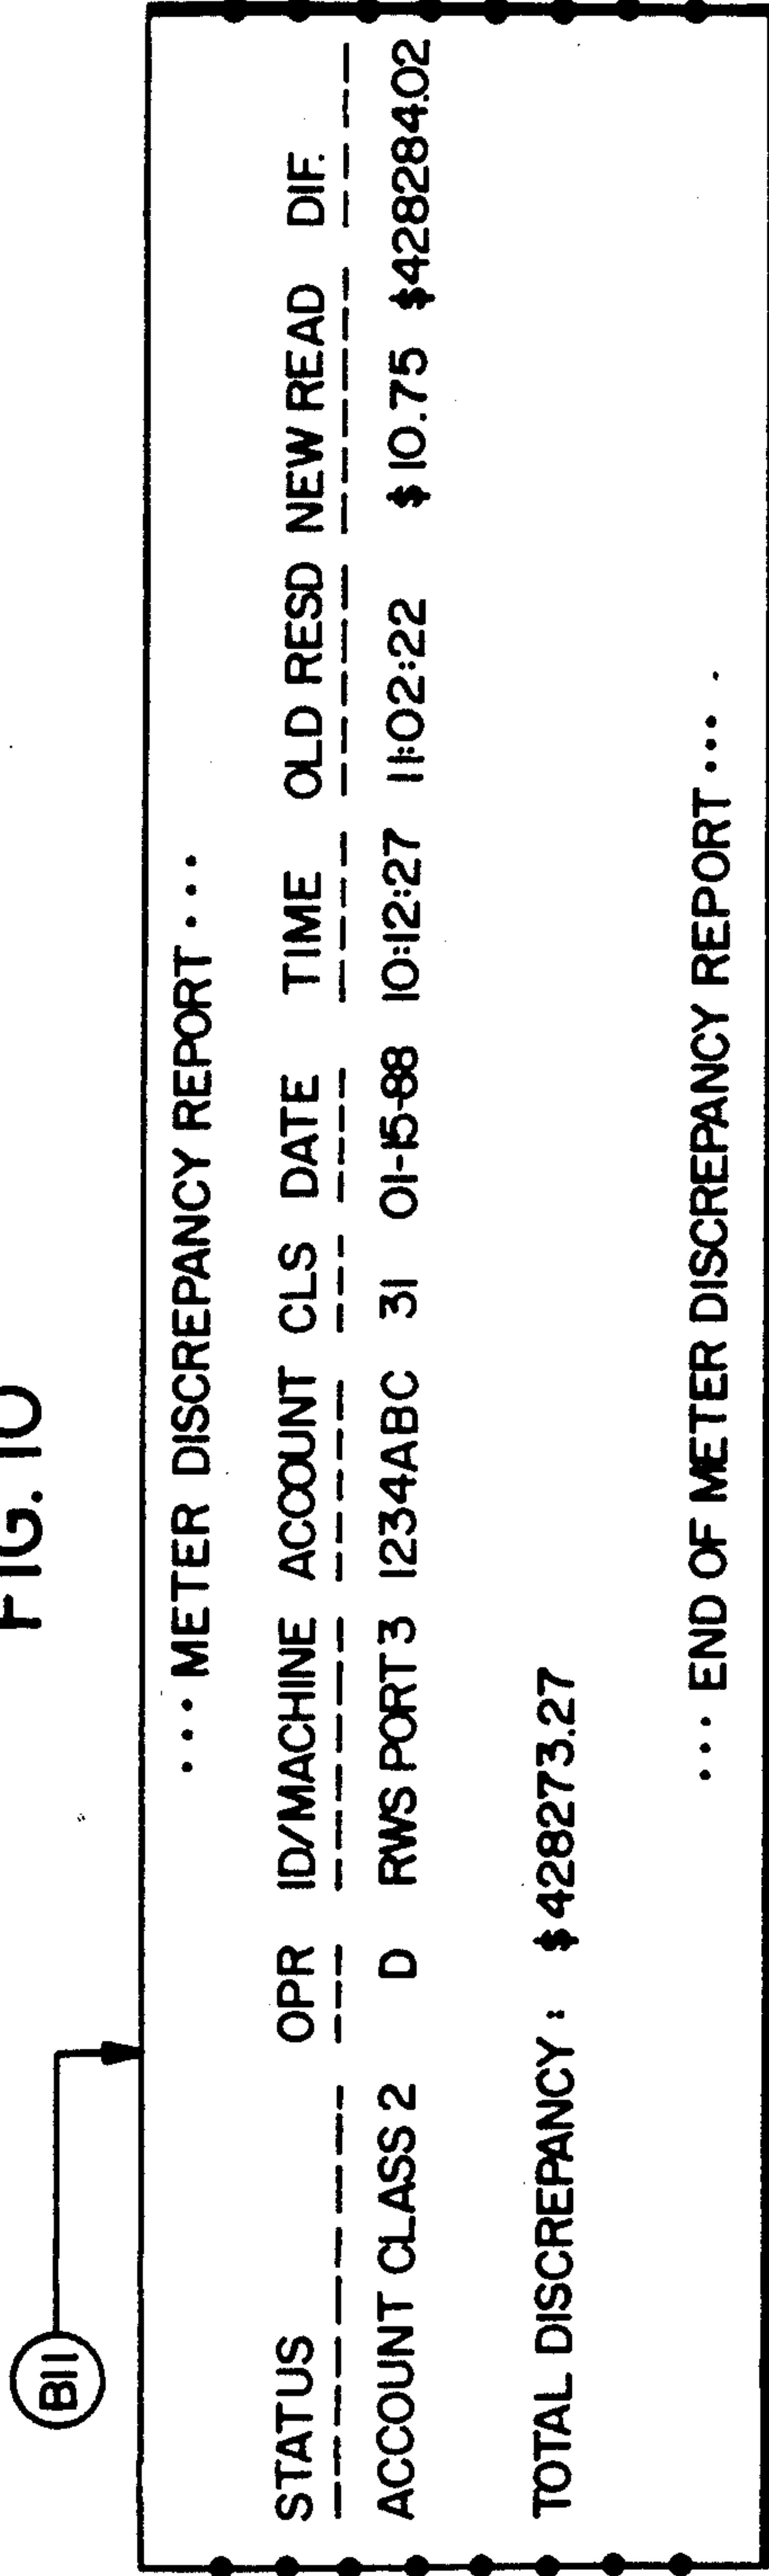 FIG. 10
B11
... METER DISCREPANCY REPORT ...
STATUS OPR ID/MACHINE ACCOUNT CLS DATE TIME OLD RESD NEW READ DIF.
ACCOUNT CLASS 2 D RWS PORT 3 1234ABC 31 01-15-88 10:12:27 11:02:22 $10.75 $428284.02
TOTAL DISCREPANCY: $428273.27
... END OF METER DISCREPANCY REPORT ...